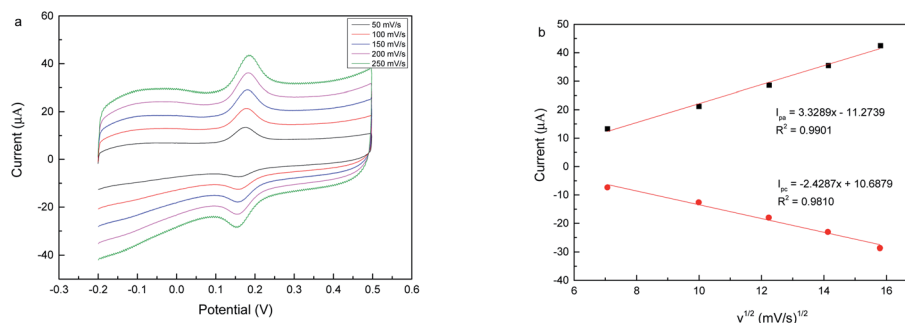 a
60
40
20
0
-20
-40
Current (µA)
-0.3 -0.2 -0.1 0.0 0.1 0.2 0.3 0.4 0.5 0.6
Potential (V)
50 mV/s
100 mV/s
150 mV/s
200 mV/s
250 mV/s
b
50
40
30
20
10
0
-10
-20
-30
-40
Current (µA)
6 8 10 12 14 16
v1/2 (mV/s)1/2
Ipa = 3.3289x - 11.2739
R2 = 0.9901
Ipc = -2.4287x + 10.6879
R2 = 0.9810